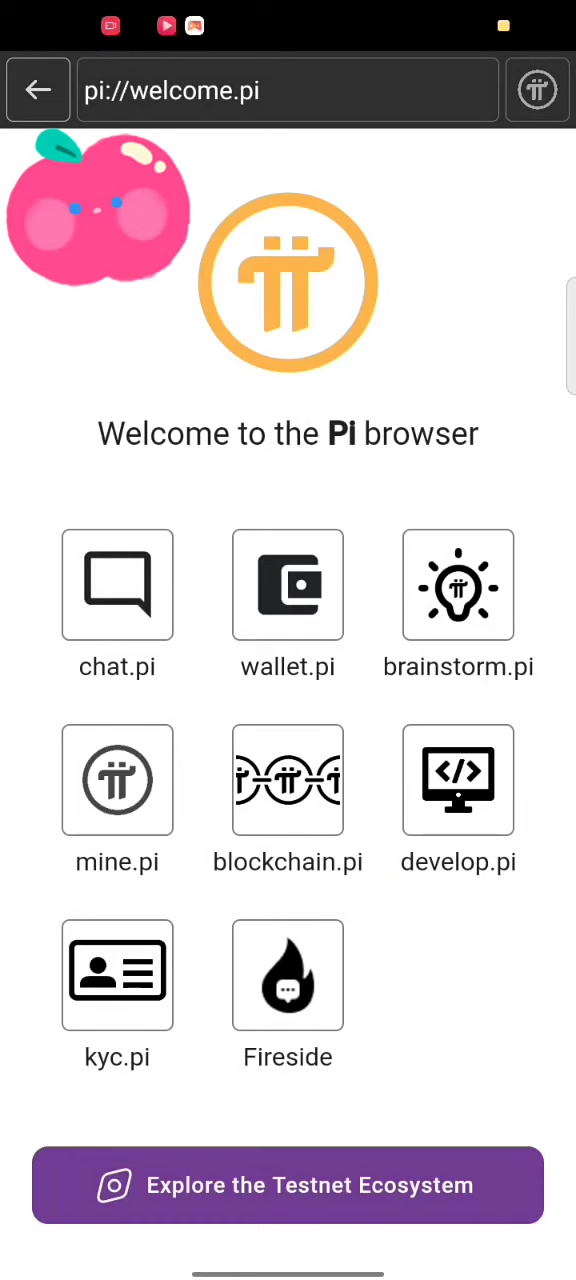 pi://welcome.pi
Welcome to the Pi browser
chat.pi
wallet.pi
brainstorm.pi
mine.pi
blockchain.pi
develop.pi
kyc.pi
Fireside
Explore the Testnet Ecosystem